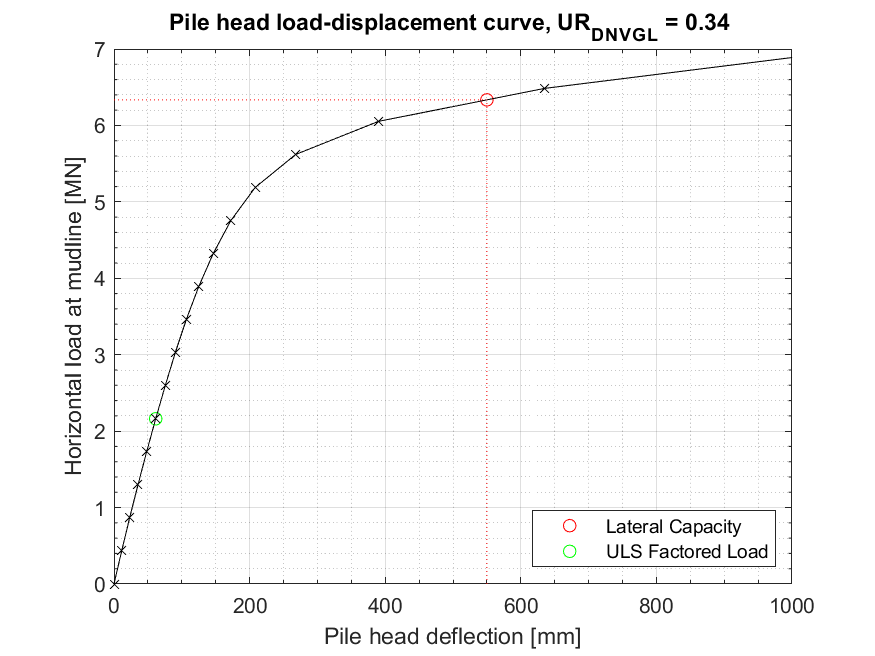 Pile head load-displacement curve, UR_DNVGL = 0.34
7
6
5
4
3
2
1
0
Horizontal load at mudline [MN]
Lateral Capacity
ULS Factored Load
0 200 400 600 800 1000
Pile head deflection [mm]